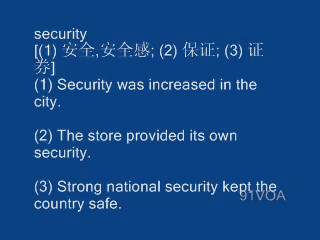 security
[(1) 安全,安全感; (2) 保证; (3) 证
券]
(1) Security was increased in the
city.
(2) The store provided its own
security.
(3) Strong national security kept the
country safe.
91VOA